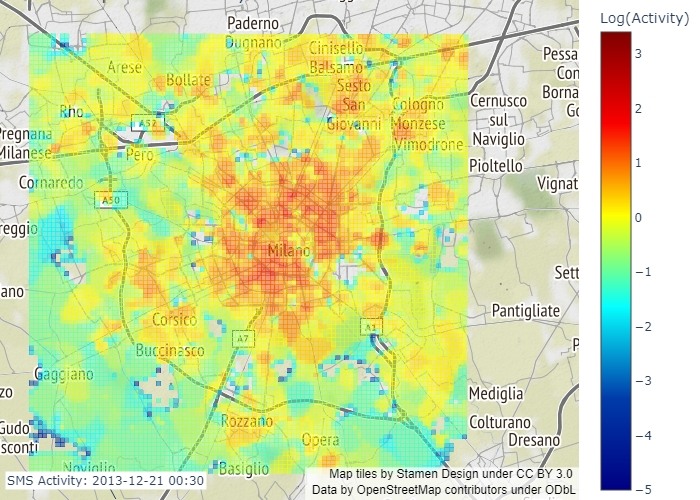 Log(Activity)
Paderno
Dugnano
Cinisello
Balsamo
Arese
Bollate
Sesto
San
Giovanni
Cologno
Monzese
Vimodrone
Cernusco
sul
Naviglio
Pessa
Con
Borna
Go
Rho
A52
Pregnana
Milanese
Pero
Pioltello
Cornaredo
A50
Vignat
reggio
Milano
Sett
ano
Corsico
A7
A1
Pantigliate
P
Buccinasco
Gaggiano
zo
Mediglia
Rozzano
Colturano
Gudo
sconti
Opera
Dresano
Noviglio
Basiglio
SMS Activity: 2013-12-21 00:30
Map tiles by Stamen Design under CC BY 3.0
Data by OpenStreetMap contributors under ODbL
3
2
1
0
−1
−2
−3
−4
−5